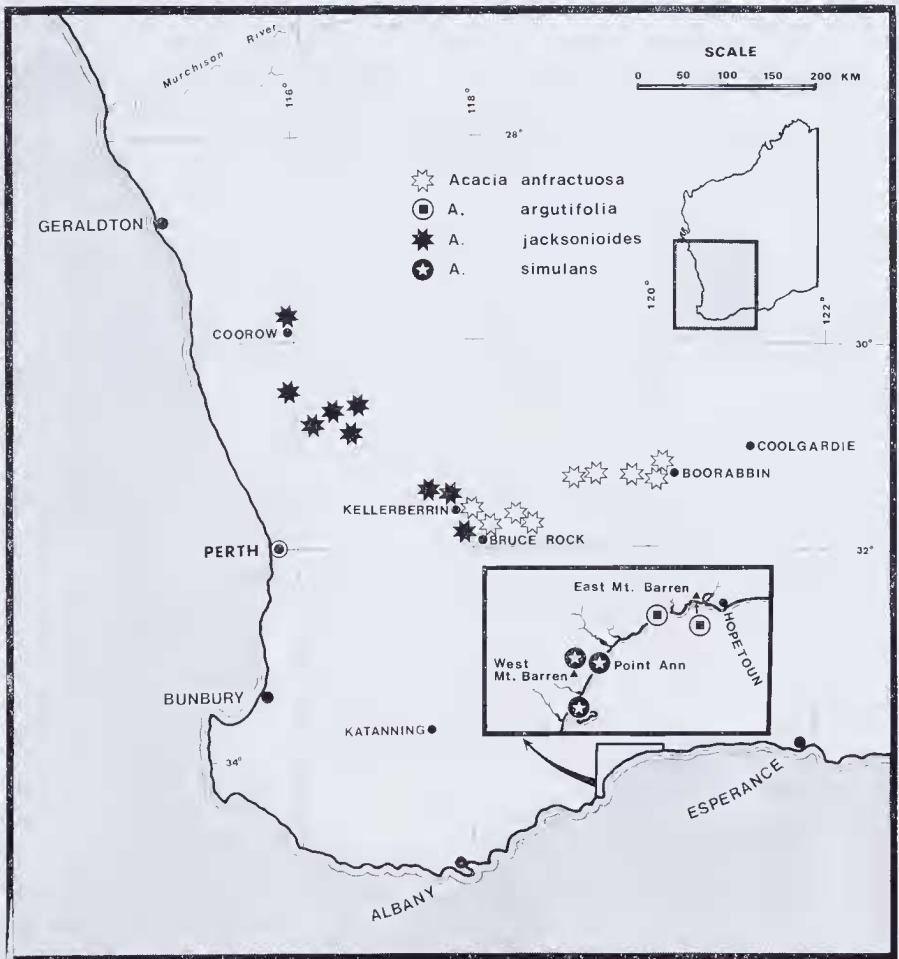 Murchison River
SCALE
0 50 100 150 200 KM
116°
118°
28°
Acacia anfractuosa
A. argutifolia
A. jacksonioides
A. simulans
GERALDTON
120°
122°
COOROW
30°
COOLGARDIE
BOORABBIN
KELLERBERRIN
BRUCE ROCK
PERTH
32°
East Mt. Barren
HOPETOUN
West
Mt. Barren
Point Ann
BUNBURY
KATANNING
34°
ESPERANCE
ALBANY